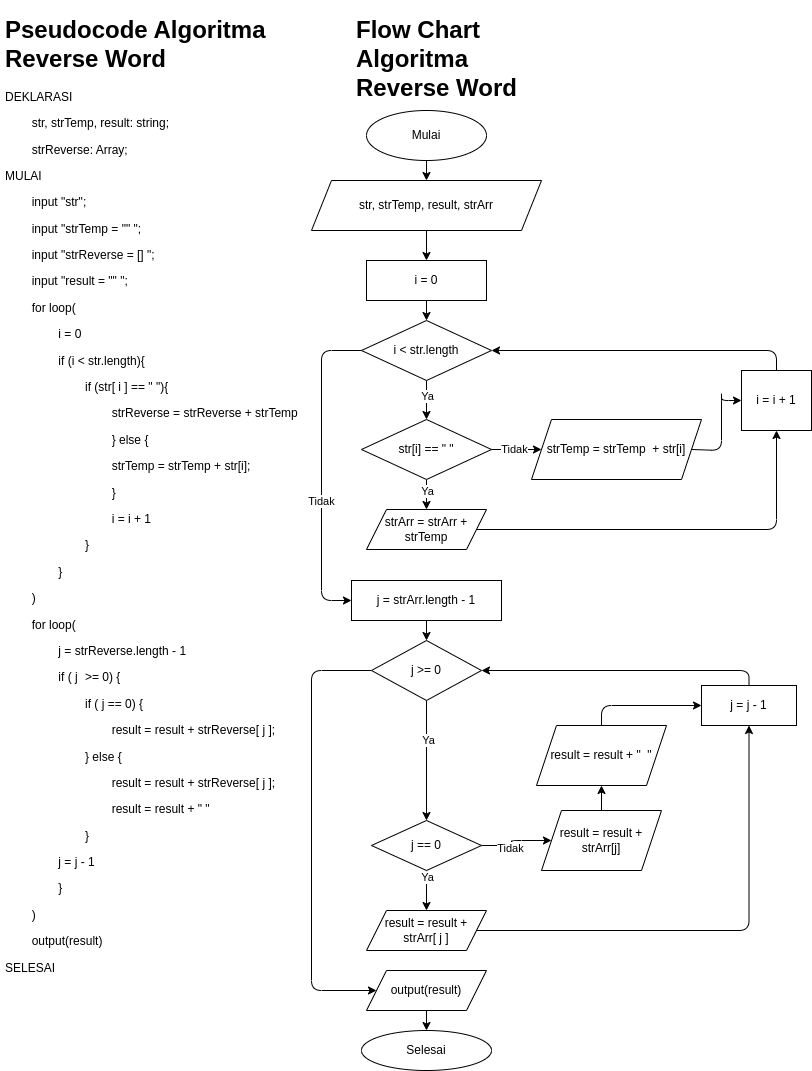 Pseudocode Algoritma
Reverse Word
DEKLARASI
str, strTemp, result: string;
strReverse: Array;
MULAI
input "str";
input "strTemp = "" ";
input "strReverse = [] ";
input "result = "" ";
for loop(
i = 0
if (i < str.length){
if (str[ i ] == " "){
strReverse = strReverse + strTemp
} else {
strTemp = strTemp + str[i];
}
i = i + 1
}
}
)
for loop(
j = strReverse.length - 1
if ( j  >= 0) {
if ( j == 0) {
result = result + strReverse[ j ];
} else {
result = result + strReverse[ j ];
result = result + " "
}
j = j - 1
}
)
output(result)
SELESAI
Flow Chart
Algoritma
Reverse Word
Mulai
str, strTemp, result, strArr
i = 0
i < str.length
Ya
i = i + 1
str[i] == " "
Tidak
strTemp = strTemp  + str[i]
Ya
Tidak
strArr = strArr +
strTemp
j = strArr.length - 1
j >= 0
j = j - 1
Ya
result = result + "  "
j == 0
Tidak
result = result +
strArr[j]
Ya
result = result +
strArr[ j ]
output(result)
Selesai